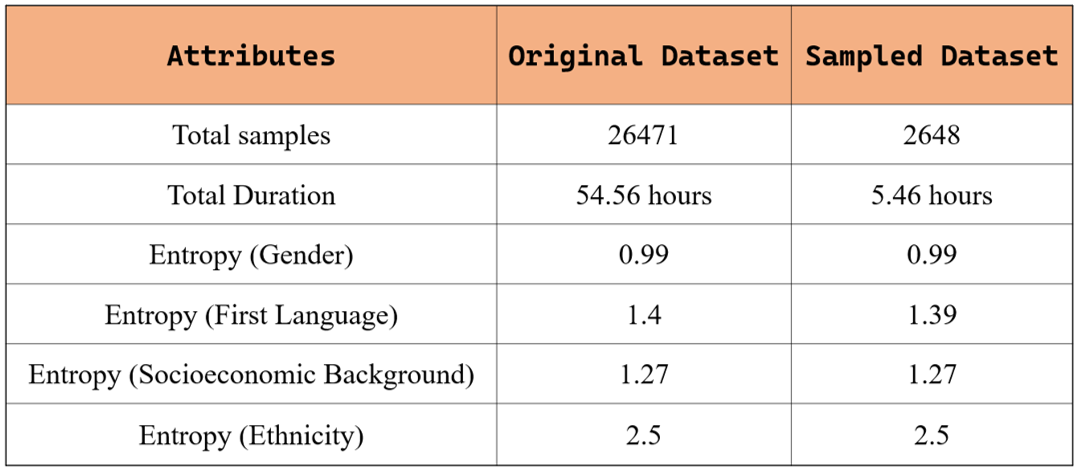 Attributes Original Dataset Sampled Dataset
Total samples 26471 2648
Total Duration 54.56 hours 5.46 hours
Entropy (Gender) 0.99 0.99
Entropy (First Language) 1.4 1.39
Entropy (Socioeconomic Background) 1.27 1.27
Entropy (Ethnicity) 2.5 2.5